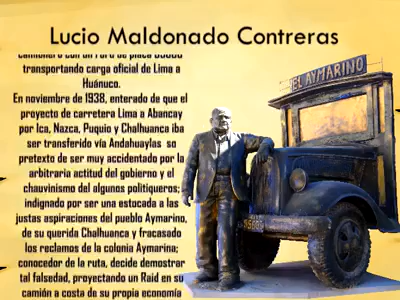 Lucio Maldonado Contreras
transportando carga oficial de Lima a
Huánuco.
En noviembre de 1938, enterado de que el
proyecto de carretera Lima a Abancay
por Ica, Nazca, Puquio y Chalhuanca iba
ser transferido vía Andahuaylas so
pretexto de ser muy accidentado por la
arbitraria actitud del gobierno y el
chauvinismo del algunos politiqueros;
indignado por ser una estocada a las
justas aspiraciones del pueblo Aymarino,
de su querida Chalhuanca y fracasado
los reclamos de la colonia Aymarina;
conocedor de la ruta, decide demostrar
tal falsedad, proyectando un Raid en su
camión a costa de su propia economía
EL AYMARINO